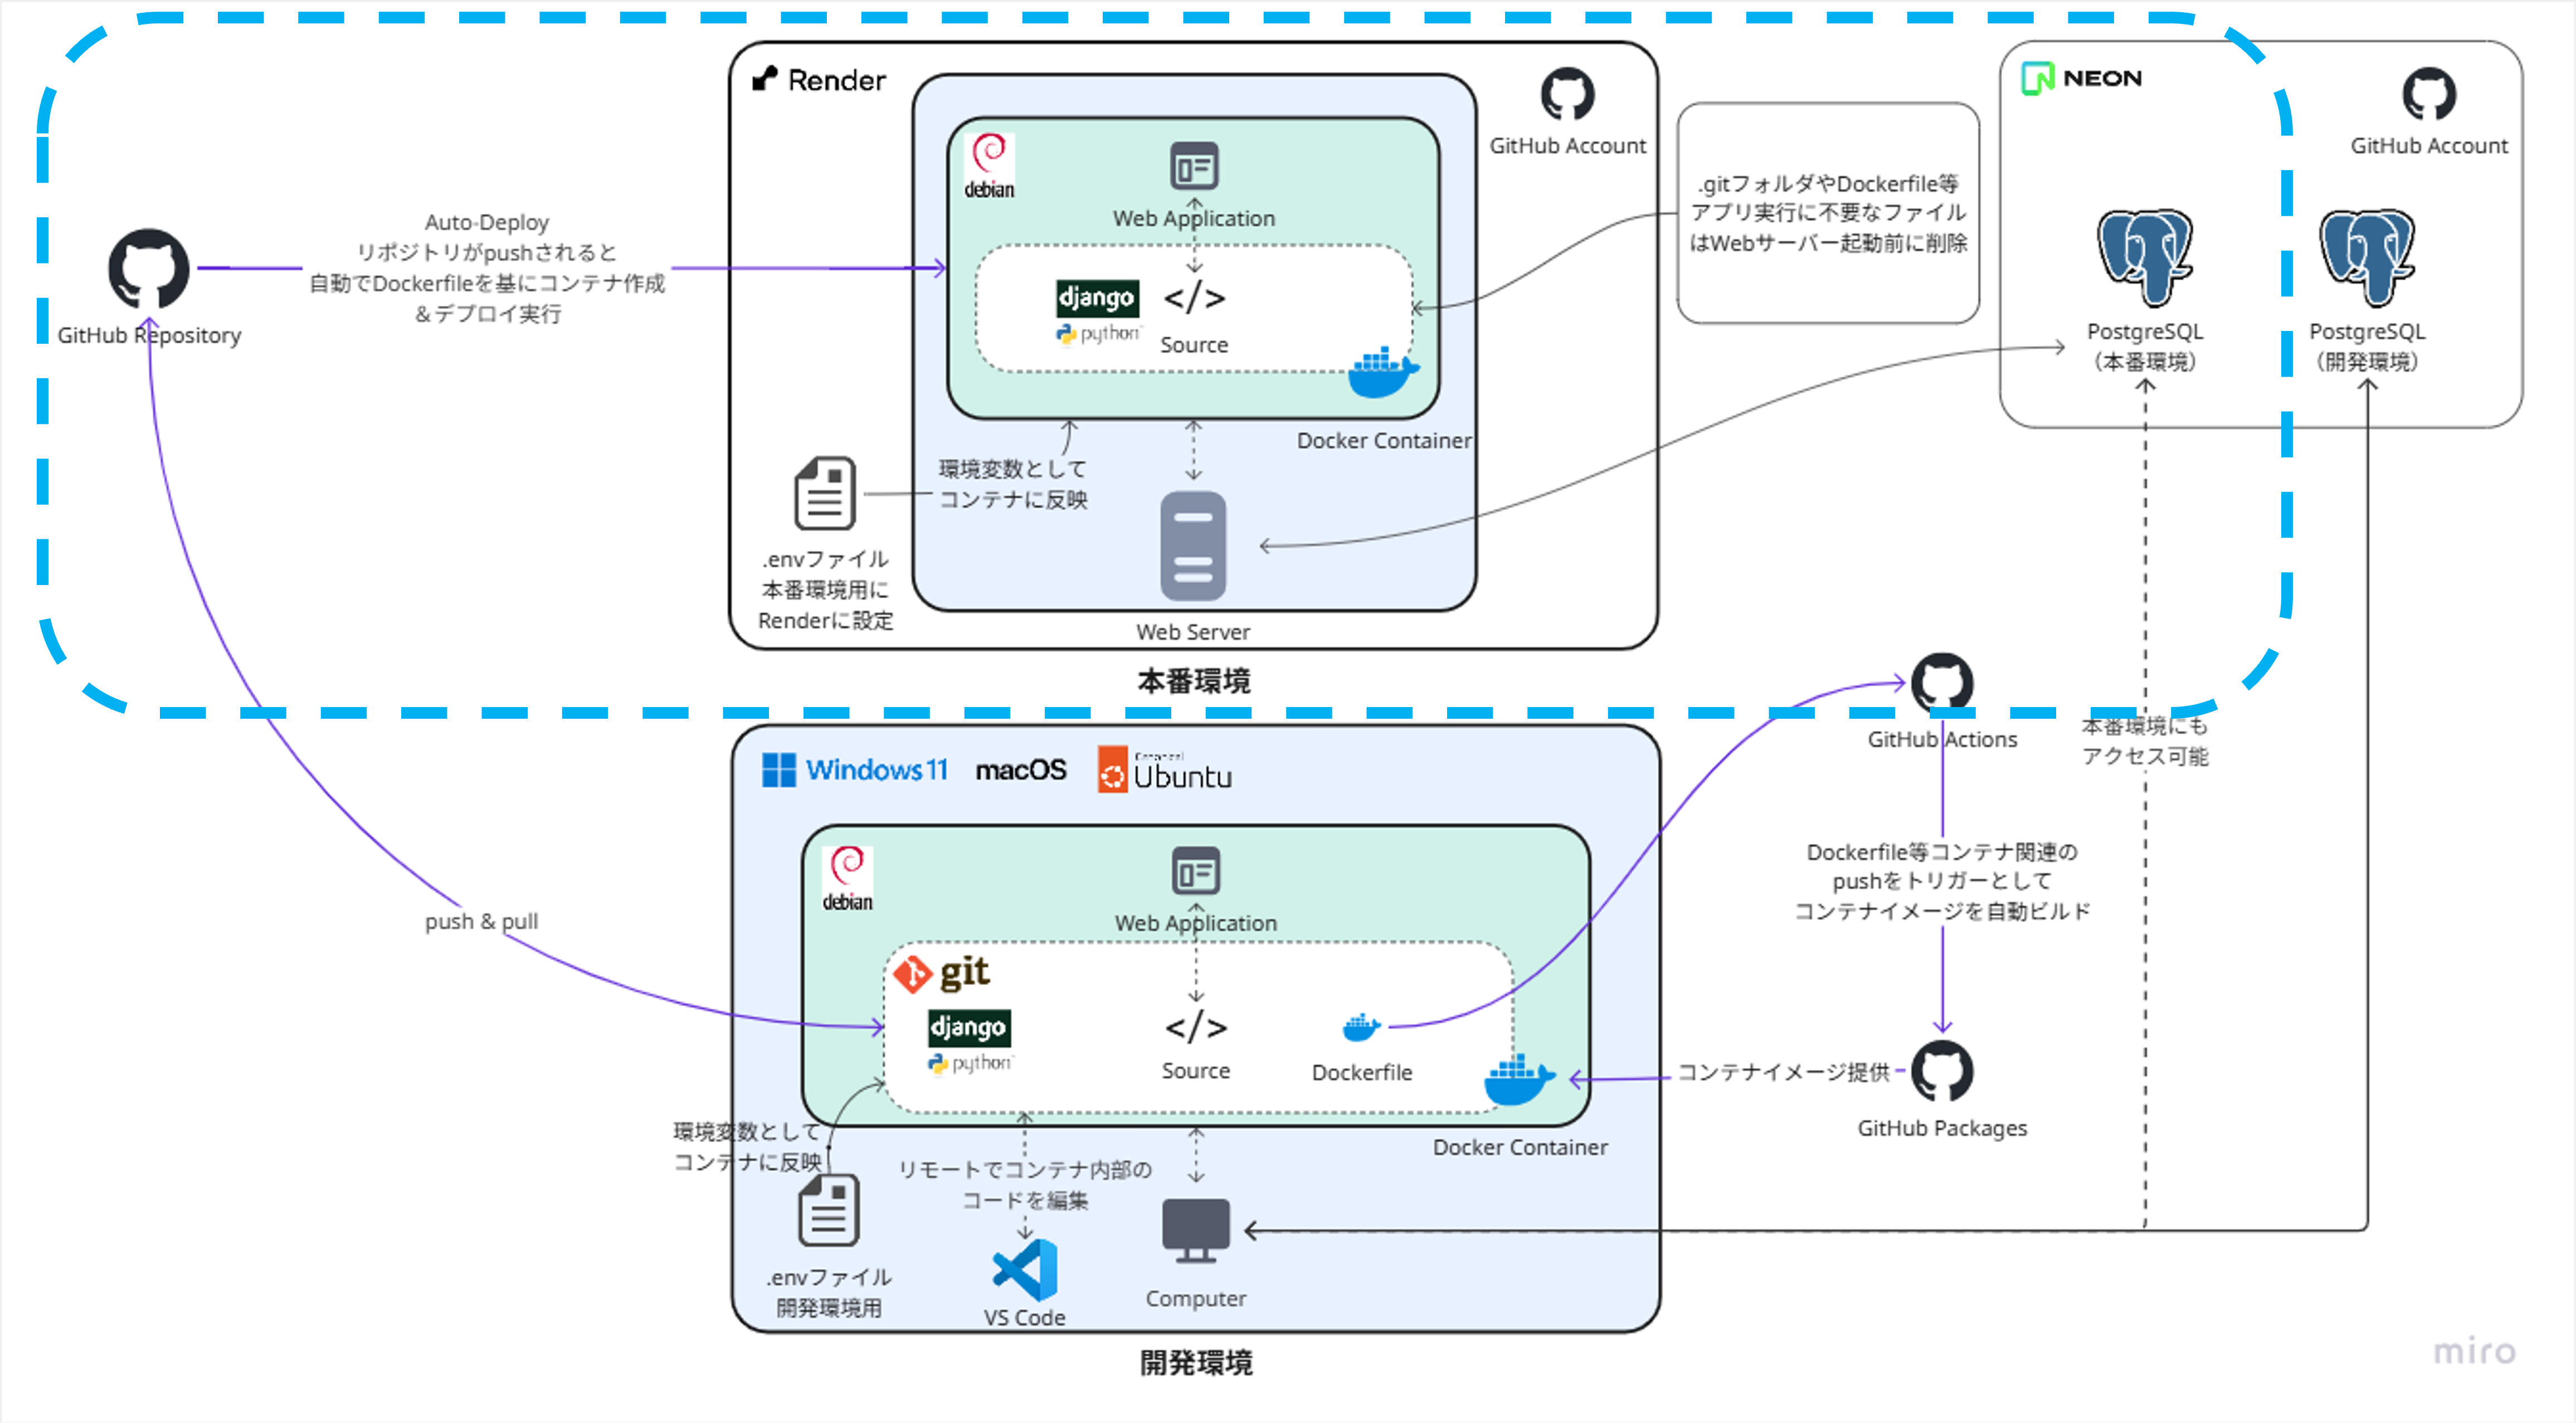 Render
GitHub Account
debian
Web Application
django
python
Source
Docker Container
環境変数として
コンテナに反映
.envファイル
本番環境用に
Renderに設定
Web Server
本番環境
GitHub Repository
Auto-Deploy
リポジトリがpushされると
自動でDockerfileを基にコンテナ作成
＆デプロイ実行
.gitフォルダやDockerfile等
アプリ実行に不要なファイル
はWebサーバー起動前に削除
NEON
GitHub Account
PostgreSQL
（本番環境）
PostgreSQL
（開発環境）
push & pull
Windows 11
macOS
Ubuntu
debian
Web Application
git
django
python
Source
Dockerfile
Docker Container
環境変数として
コンテナに反映
.envファイル
開発環境用
リモートでコンテナ内部の
コードを編集
VS Code
Computer
開発環境
GitHub Actions
本番環境にも
アクセス可能
Dockerfile等コンテナ関連の
pushをトリガーとして
コンテナイメージを自動ビルド
コンテナイメージ提供
GitHub Packages
miro